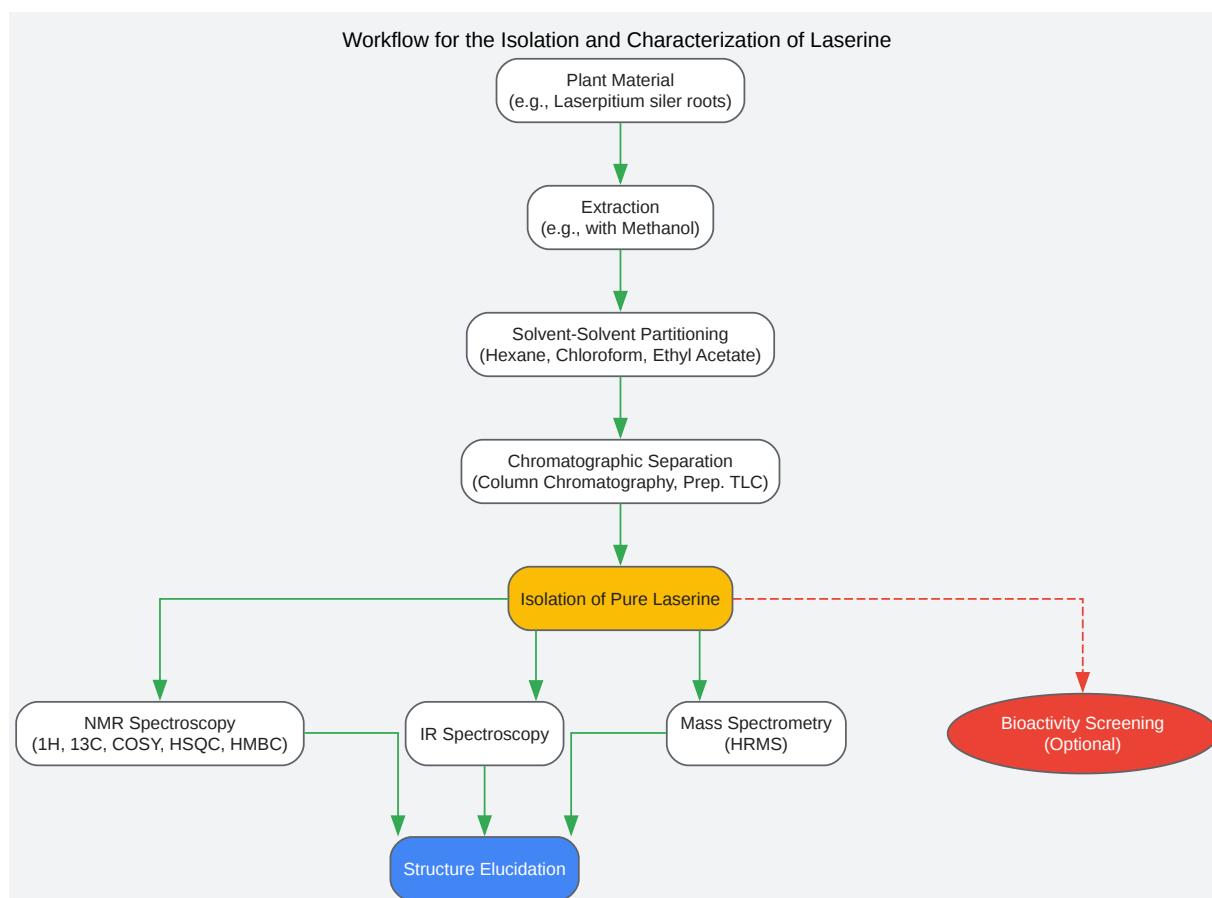 Workflow for the Isolation and Characterization of Laserine
Plant Material
(e.g., Laserpitium siler roots)
Extraction
(e.g., with Methanol)
Solvent-Solvent Partitioning
(Hexane, Chloroform, Ethyl Acetate)
Chromatographic Separation
(Column Chromatography, Prep. TLC)
Isolation of Pure Laserine
NMR Spectroscopy
(1H, 13C, COSY, HSQC, HMBC)
IR Spectroscopy
Mass Spectrometry
(HRMS)
Bioactivity Screening
(Optional)
Structure Elucidation